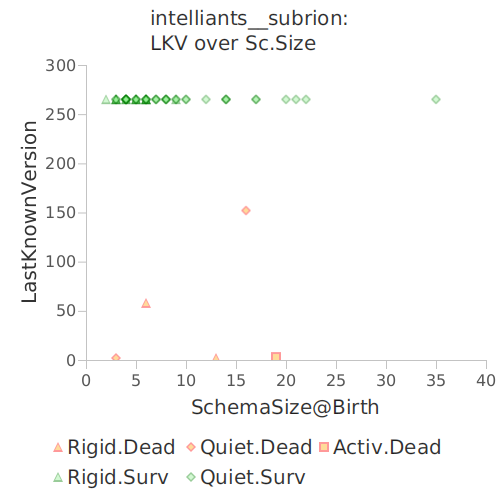 intelliants__subrion:
LKV over Sc.Size
LastKnownVersion
300
250
200
150
100
50
0
0 5 10 15 20 25 30 35 40
SchemaSize@Birth
Rigid.Dead Quiet.Dead Activ.Dead
Rigid.Surv Quiet.Surv